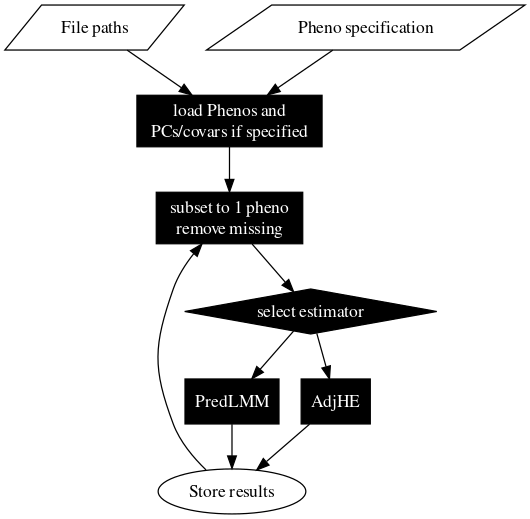 File paths
Pheno specification
load Phenos and
PCs/covars if specified
subset to 1 pheno
remove missing
select estimator
PredLMM
AdjHE
Store results